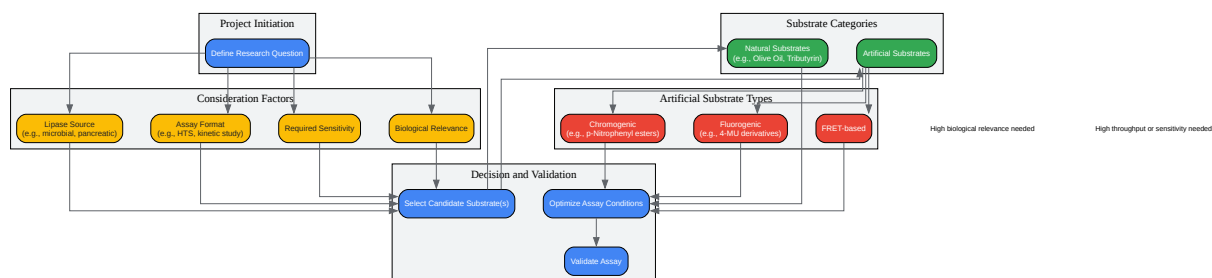 Project Initiation
Define Research Question
Substrate Categories
Natural Substrates
(e.g., Olive Oil, Tributyrin)
Artificial Substrates
Consideration Factors
Lipase Source
(e.g., microbial, pancreatic)
Assay Format
(e.g., HTS, kinetic study)
Required Sensitivity
Biological Relevance
Artificial Substrate Types
Chromogenic
(e.g., p-Nitrophenyl esters)
Fluorogenic
(e.g., 4-MU derivatives)
FRET-based
High biological relevance needed
High throughput or sensitivity needed
Decision and Validation
Select Candidate Substrate(s)
Optimize Assay Conditions
Validate Assay